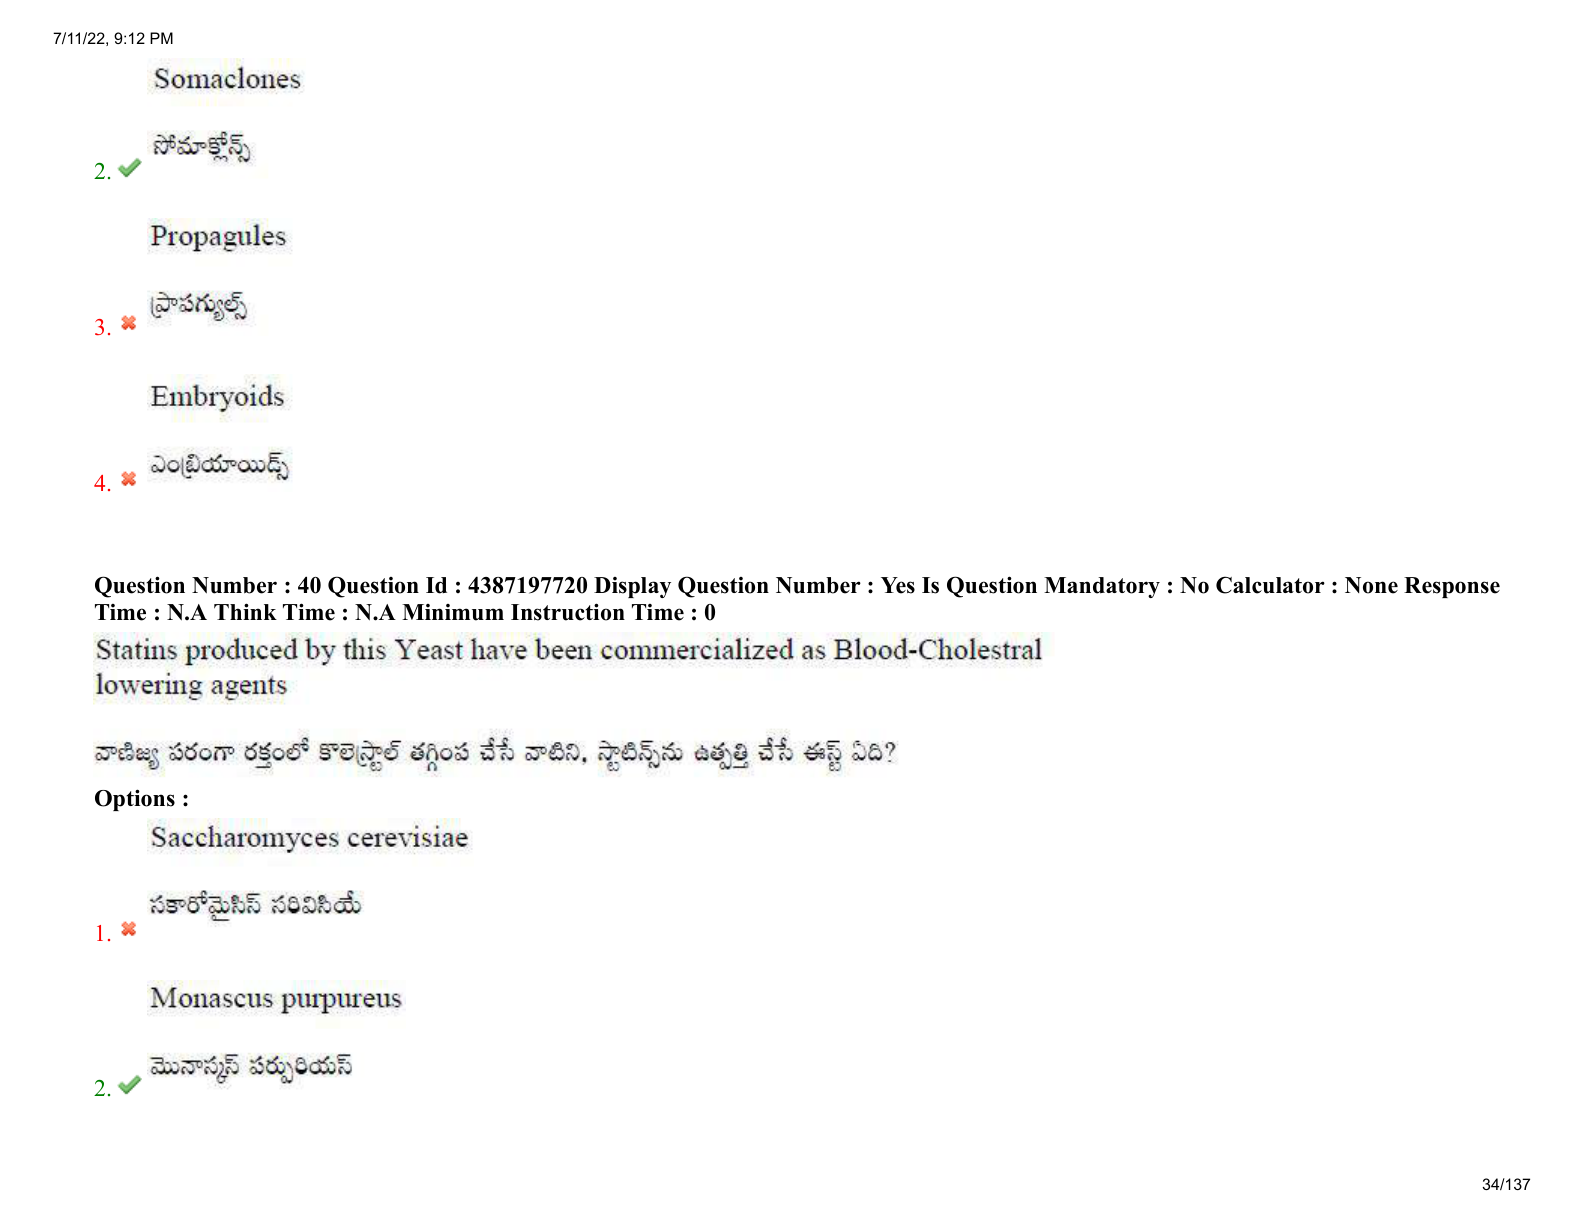 7/11/22, 9:12 PM
Somaclones
సోమాక్లోన్స్
2.
Propagules
ప్రాపగ్యుల్స్
3.
Embryoids
ఎంబ్రియాయిడ్స్
4.
Question Number : 40 Question Id : 4387197720 Display Question Number : Yes Is Question Mandatory : No Calculator : None Response
Time : N.A Think Time : N.A Minimum Instruction Time : 0
Statins produced by this Yeast have been commercialized as Blood-Cholestral
lowering agents
వాణిజ్య పరంగా రక్తంలో కొలెస్ట్రాల్ తగ్గింప చేసే వాటిని, స్టాటిన్స్‌ను ఉత్పత్తి చేసే ఈస్ట్ ఏది?
Options :
Saccharomyces cerevisiae
సకారోమైసిస్ సరివిసియే
1.
Monascus purpureus
మొనాస్కస్ పర్పురియస్
2.
34/137